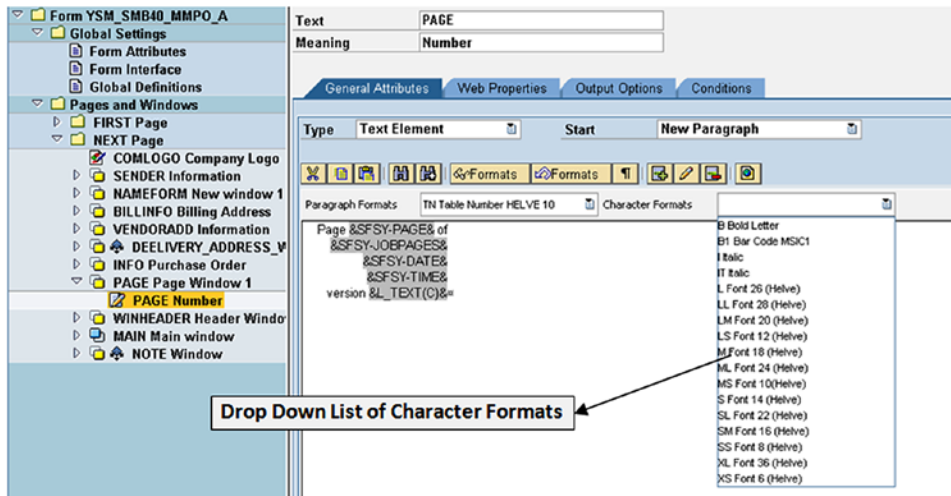 Form YSM_SMB40_MMPO_A
Global Settings
Form Attributes
Form Interface
Global Definitions
Pages and Windows
FIRST Page
NEXT Page
COMLOGO Company Logo
SENDER Information
NAMEFORM New window 1
BILLINFO Billing Address
VENDORADD Information
DEELIVERY_ADDRESS_W
INFO Purchase Order
PAGE Page Window 1
PAGE Number
WINHEADER Header Windo
MAIN Main window
NOTE Window
Text PAGE
Meaning Number
General Attributes Web Properties Output Options Conditions
Type Text Element Start New Paragraph
Formats Formats
Paragraph Formats TN Table Number HELVE 10 Character Formats
Page &SFSY-PAGE& of
&SFSY-JOBPAGES&
&SFSY-DATE&
&SFSY-TIME&
version &L_TEXT(C)&=
B Bold Letter
B1 Bar Code MSIC1
I Italic
IT Italic
L Font 26 (Helve)
LL Font 28 (Helve)
LM Font 20 (Helve)
LS Font 12 (Helve)
M Font 18 (Helve)
ML Font 24 (Helve)
MS Font 10(Helve)
S Font 14 (Helve)
SL Font 22 (Helve)
SM Font 16 (Helve)
SS Font 8 (Helve)
XL Font 36 (Helve)
XS Font 6 (Helve)
Drop Down List of Character Formats